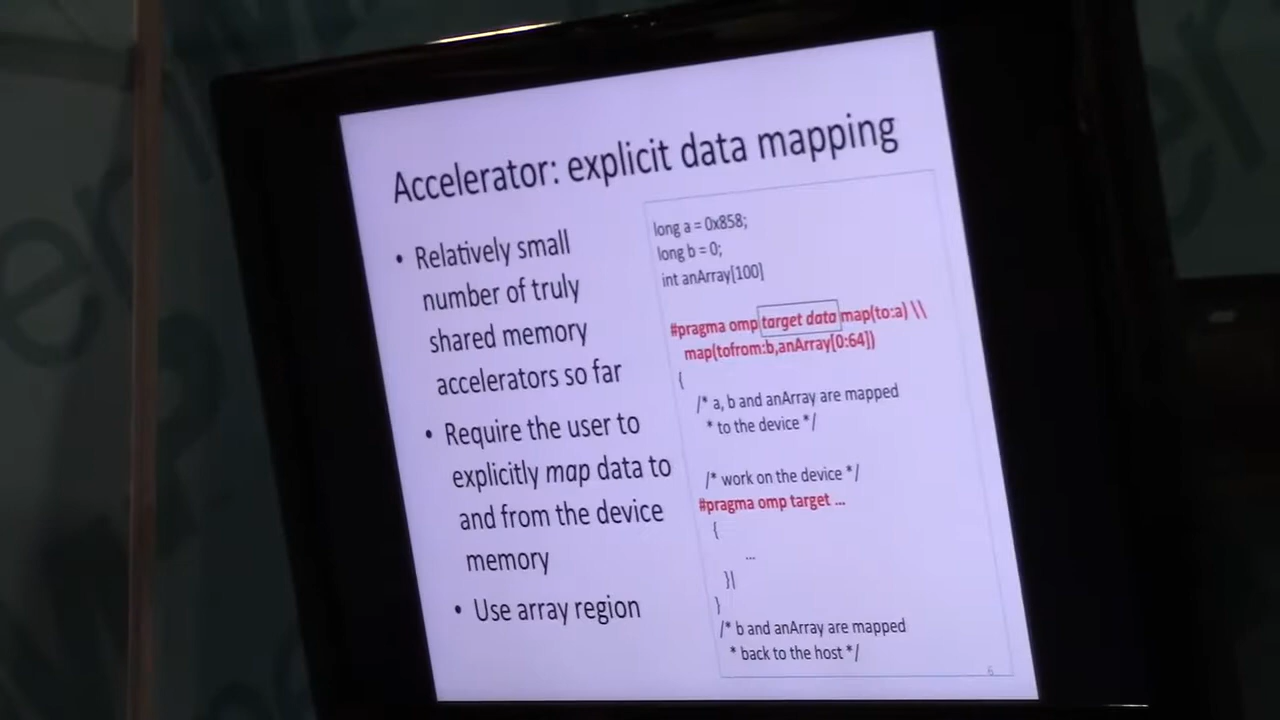 Accelerator: explicit data mapping
• Relatively small
number of truly
shared memory
accelerators so far
• Require the user to
explicitly map data to
and from the device
memory
• Use array region
long a = 0x858;
long b = 0;
int anArray[100]
#pragma omp target data map(to:a) \\
map(tofrom:b,anArray[0:64])
{
/* a, b and anArray are mapped
* to the device */
/* work on the device */
#pragma omp target ...
{
...
}|
}
/* b and anArray are mapped
* back to the host */
6